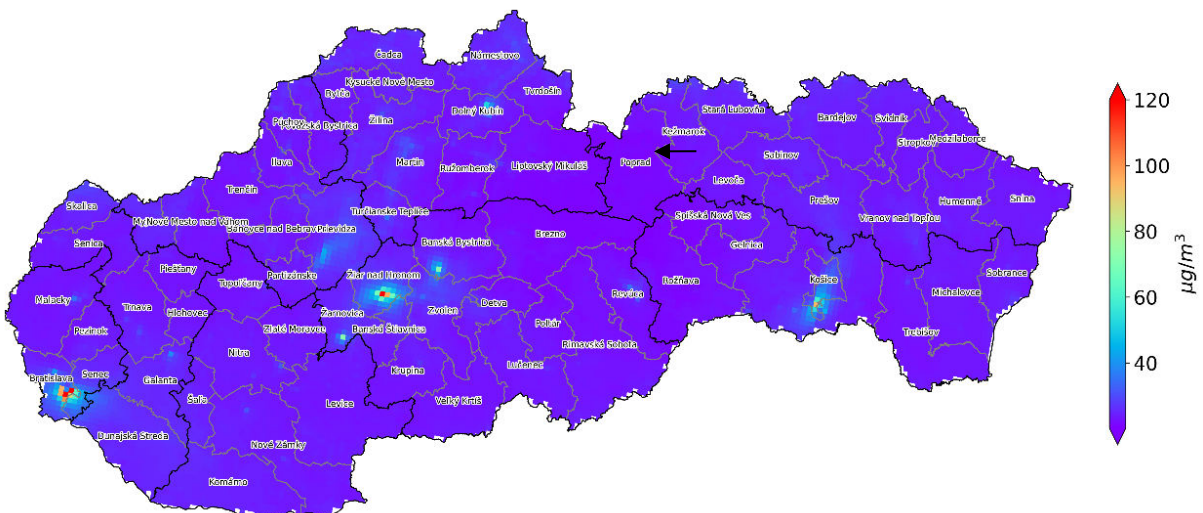 Čadca
Námestovo
Kysucké Nové Mesto
Tvrdošín
Bytča
Dolný Kubín
Žilina
Púchov
Považská Bystrica
Ilava
Martin
Ružomberok
Liptovský Mikuláš
Kežmarok
Stará Ľubovňa
Bardejov
Svidník
Stropkov
Medzilaborce
Poprad
Sabinov
Levoča
Trenčín
Snina
Humenné
Prešov
Vranov nad Topľou
Skalica
Nové Mesto nad Váhom
Bánovce nad Bebravou
Prievidza
Turčianske Teplice
Spišská Nová Ves
Brezno
Banská Bystrica
Gelnica
Senica
Piešťany
Partizánske
Topoľčany
Žiar nad Hronom
Revúca
Rožňava
Košice
Sobrance
Michalovce
Malacky
Trnava
Hlohovec
Žarnovica
Zvolen
Detva
Poltár
Pezinok
Zlaté Moravce
Banská Štiavnica
Rimavská Sobota
Trebišov
Nitra
Krupina
Lučenec
Bratislava
Senec
Galanta
Šaľa
Levice
Veľký Krtíš
Dunajská Streda
Nové Zámky
Komárno
120
100
80
60
40
µg/m³